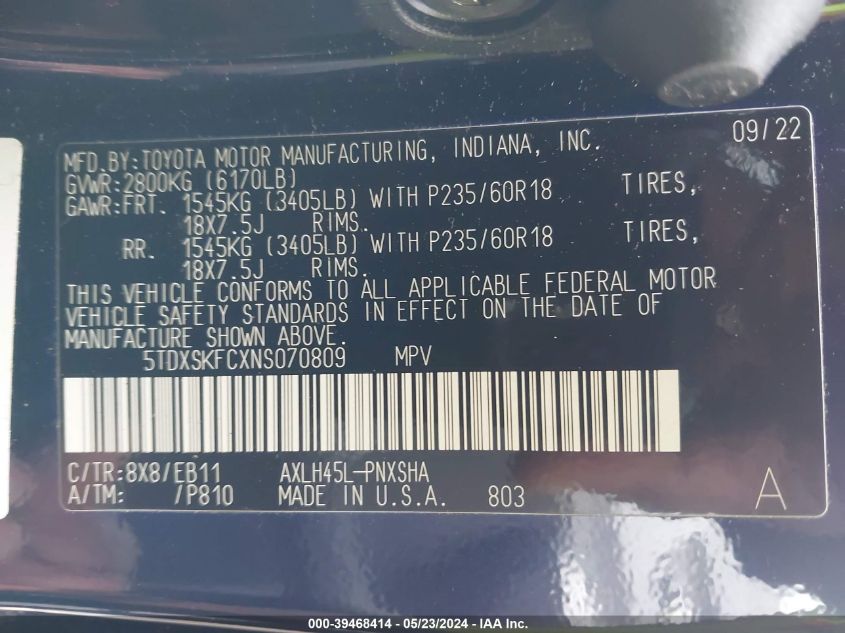 09/22
MFD.BY:TOYOTA MOTOR MANUFACTURING, INDIANA, INC.
GVWR:2800KG (6170LB)
GAWR:FRT. 1545KG (3405LB) WITH P235/60R18 TIRES,
18X7.5J RIMS.
RR. 1545KG (3405LB) WITH P235/60R18 TIRES,
18X7.5J RIMS.
THIS VEHICLE CONFORMS TO ALL APPLICABLE FEDERAL MOTOR
VEHICLE SAFETY STANDARDS IN EFFECT ON THE DATE OF
MANUFACTURE SHOWN ABOVE.
5TDXSKFCXNS070809 MPV
C/TR:8X8/EB11 AXLH45L-PNXSHA
A/TM: /P810 MADE IN U.S.A. 803 A
000-39468414 - 05/23/2024 - IAA Inc.